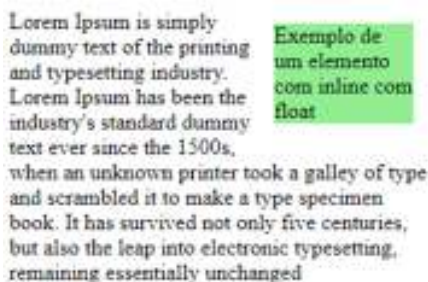 Lorem Ipsum is simply
dummy text of the printing
and typesetting industry.
Lorem Ipsum has been the
industry's standard dummy
text ever since the 1500s,
when an unknown printer took a galley of type
and scrambled it to make a type specimen
book. It has survived not only five centuries,
but also the leap into electronic typesetting,
remaining essentially unchanged
Exemplo de
um elemento
com inline com
float